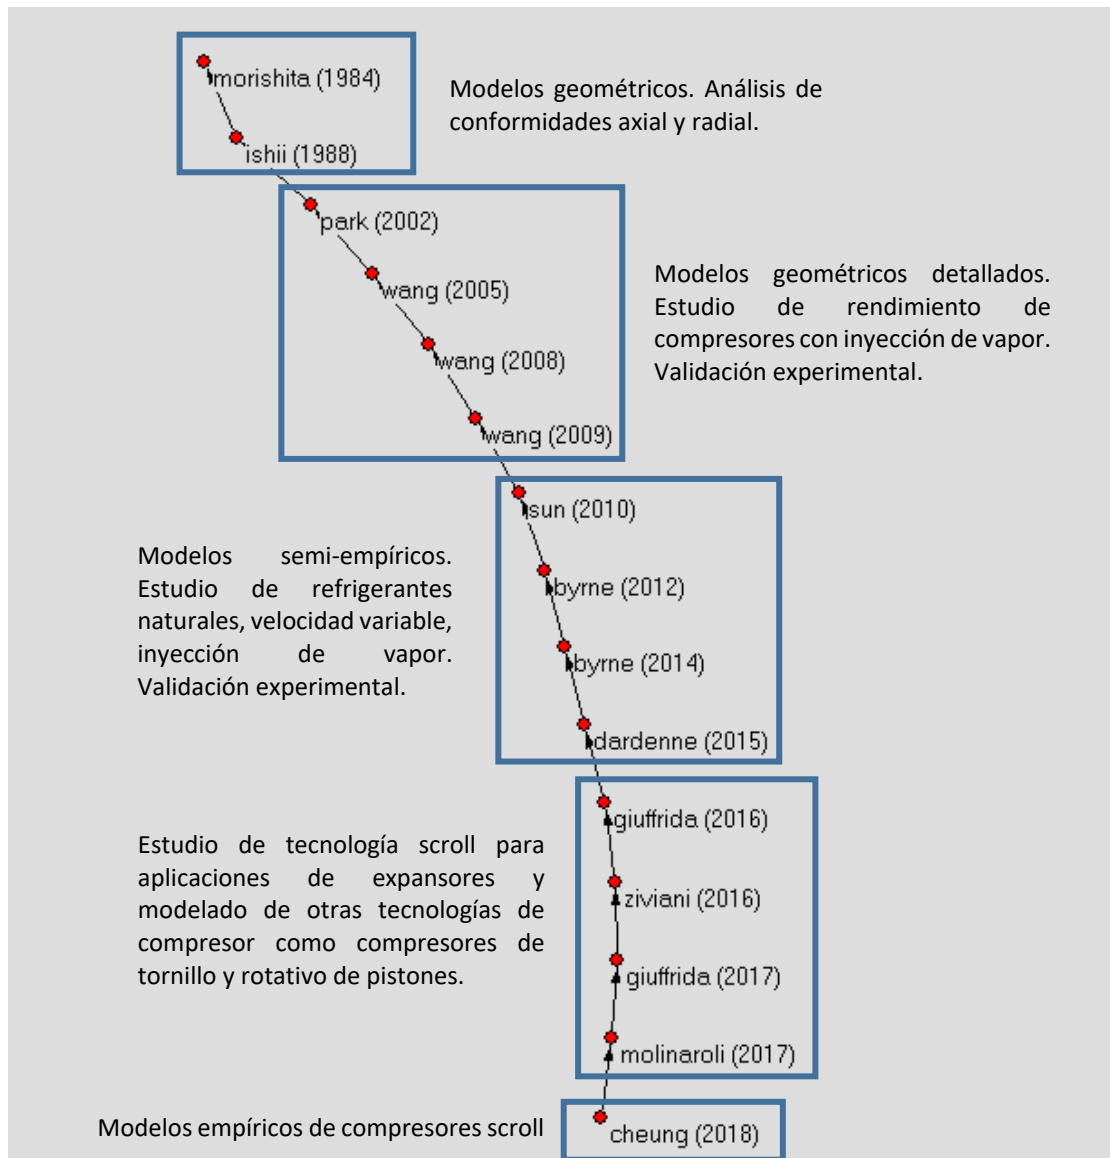 morishita (1984)
Modelos geométricos. Análisis de
conformidades axial y radial.
ishii (1988)
park (2002)
wang (2005)
Modelos geométricos detallados.
Estudio de rendimiento de
compresores con inyección de vapor.
Validación experimental.
wang (2008)
wang (2009)
sun (2010)
Modelos semi-empíricos.
Estudio de refrigerantes
naturales, velocidad variable,
inyección de vapor.
Validación experimental.
byrne (2012)
byrne (2014)
dardenne (2015)
giuffrida (2016)
Estudio de tecnología scroll para
aplicaciones de expansores y
modelado de otras tecnologías de
compresor como compresores de
tornillo y rotativo de pistones.
ziviani (2016)
giuffrida (2017)
molinaroli (2017)
Modelos empíricos de compresores scroll
cheung (2018)